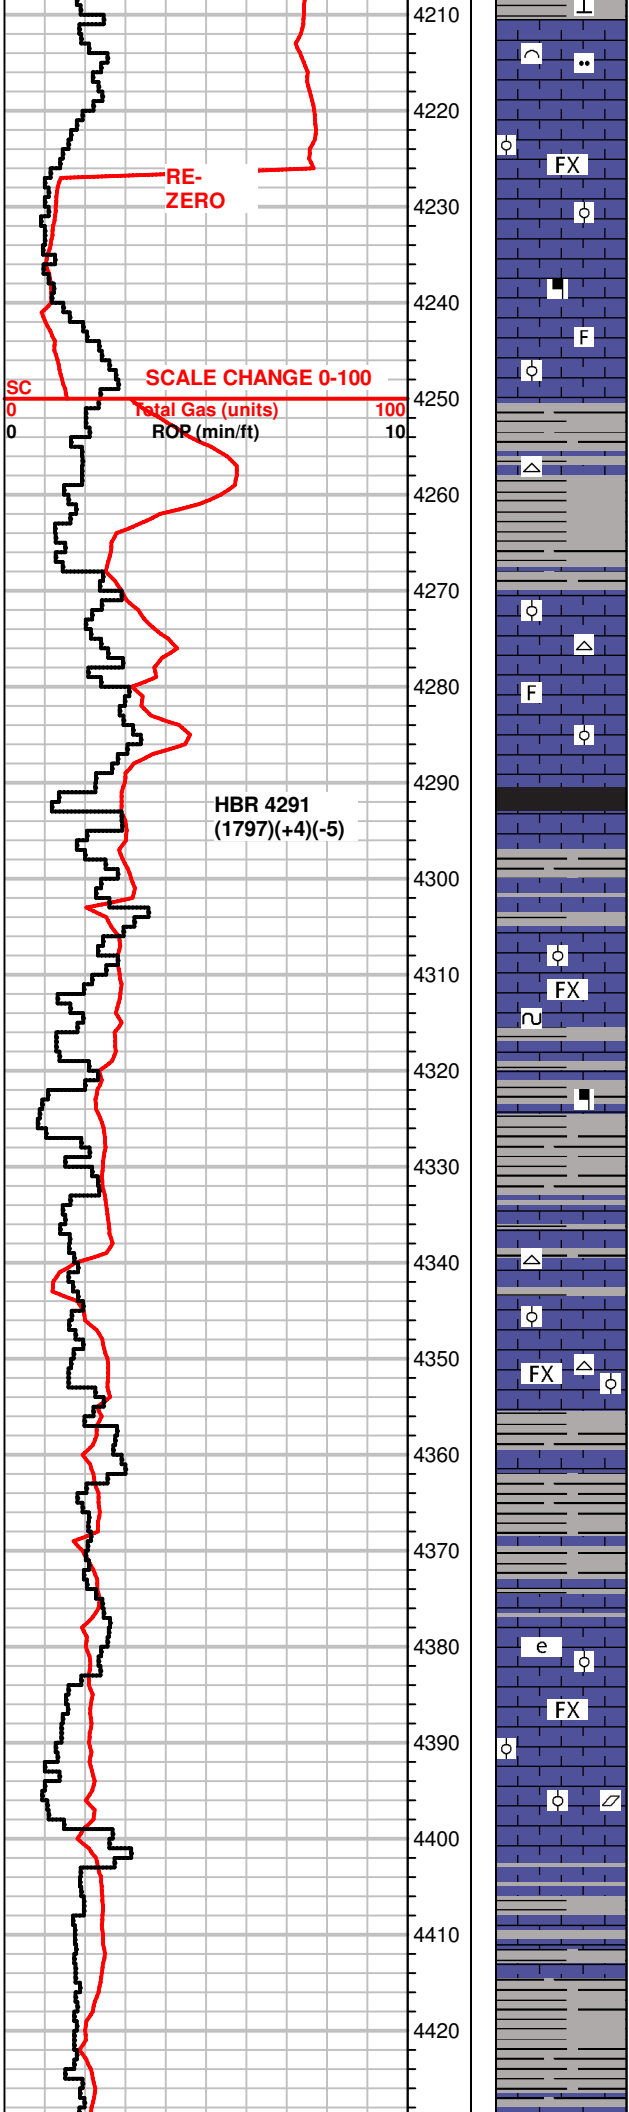 4210
4220
FX
RE-
ZERO
4230
4240
F
SCALE CHANGE 0-100
SC
4250
0 Total Gas (units) 100
0 ROP (min/ft) 10
4260
4270
4280
F
4290
HBR 4291
(1797)(+4)(-5)
4300
4310
FX
4320
4330
4340
4350
FX
4360
4370
4380
e
FX
4390
4400
4410
4420